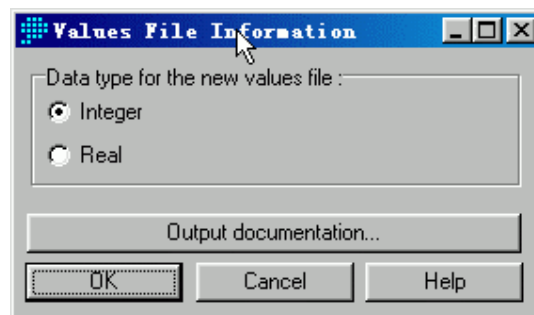 Values File Information
Data type for the new values file :
Integer
Real
Output documentation...
OK
Cancel
Help